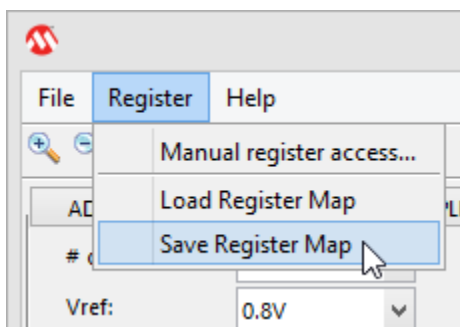 File Register Help
Manual register access...
AD
Load Register Map
Save Register Map
#
Vref: 0.8V